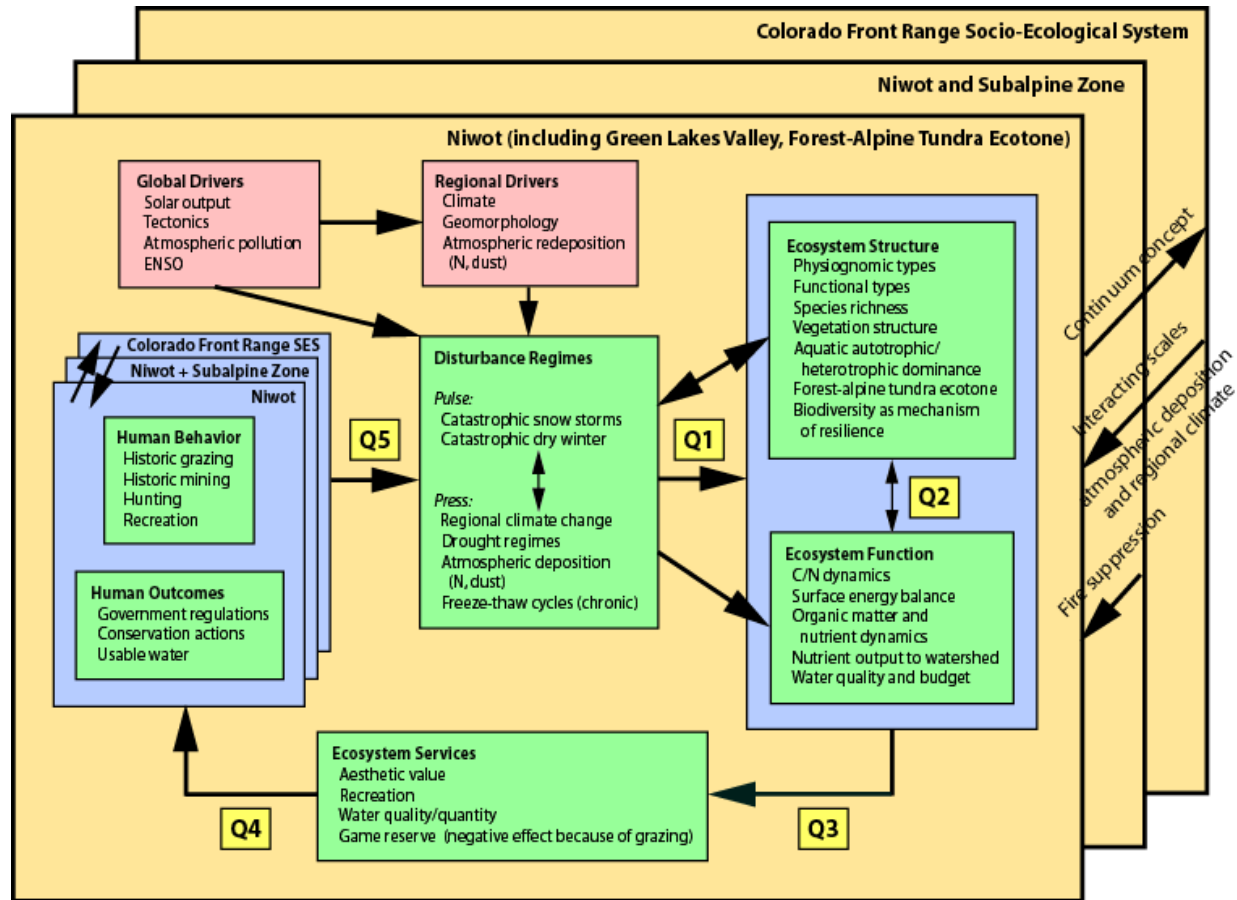 Colorado Front Range Socio-Ecological System
Niwot and Subalpine Zone
Niwot (including Green Lakes Valley, Forest-Alpine Tundra Ecotone)
Global Drivers
Solar output
Tectonics
Atmospheric pollution
ENSO
Regional Drivers
Climate
Geomorphology
Atmospheric redeposition
(N, dust)
Colorado Front Range SES
Niwot + Subalpine Zone
Niwot
Human Behavior
Historic grazing
Historic mining
Hunting
Recreation
Human Outcomes
Government regulations
Conservation actions
Usable water
Q5
Disturbance Regimes
Pulse:
Catastrophic snow storms
Catastrophic dry winter
Press:
Regional climate change
Drought regimes
Atmospheric deposition
(N, dust)
Freeze-thaw cycles (chronic)
Q1
Ecosystem Structure
Physiognomic types
Functional types
Species richness
Vegetation structure
Aquatic autotrophic/
heterotrophic dominance
Forest-alpine tundra ecotone
Biodiversity as mechanism
of resilience
Q2
Ecosystem Function
C/N dynamics
Surface energy balance
Organic matter and
nutrient dynamics
Nutrient output to watershed
Water quality and budget
Continuum concept
Interacting scales
atmospheric deposition
and regional climate
Fire suppression
Ecosystem Services
Aesthetic value
Recreation
Water quality/quantity
Game reserve (negative effect because of grazing)
Q4
Q3